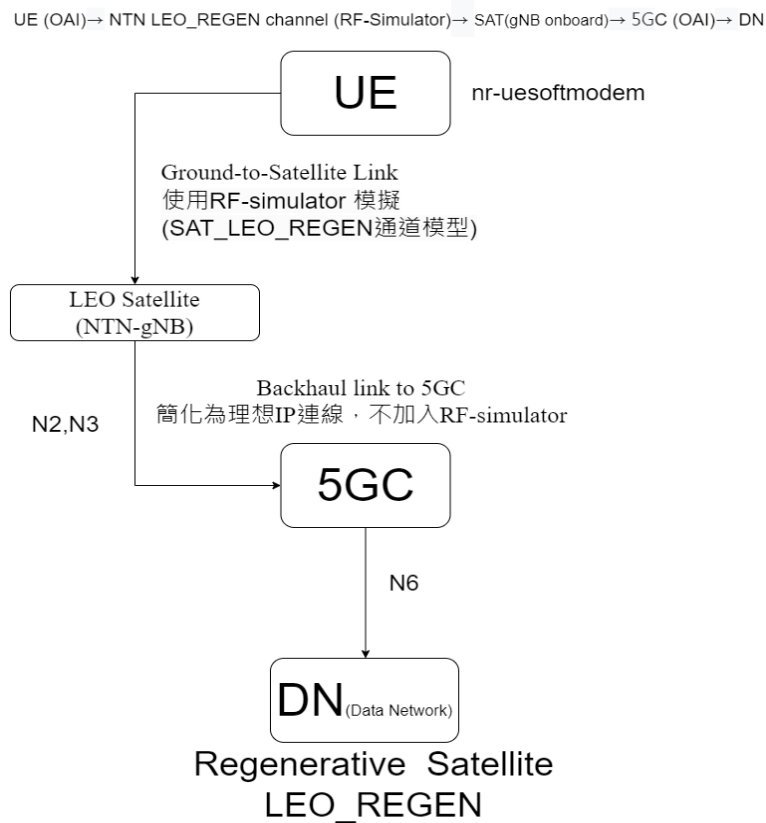 UE (OAI)→ NTN LEO_REGEN channel (RF-Simulator)→ SAT(gNB onboard)→ 5GC (OAI)→ DN
UE
nr-uesoftmodem
Ground-to-Satellite Link
使用RF-simulator 模擬
(SAT_LEO_REGEN通道模型)
LEO Satellite
(NTN-gNB)
Backhaul link to 5GC
簡化為理想IP連線，不加入RF-simulator
N2,N3
5GC
N6
DN(Data Network)
Regenerative Satellite
LEO_REGEN